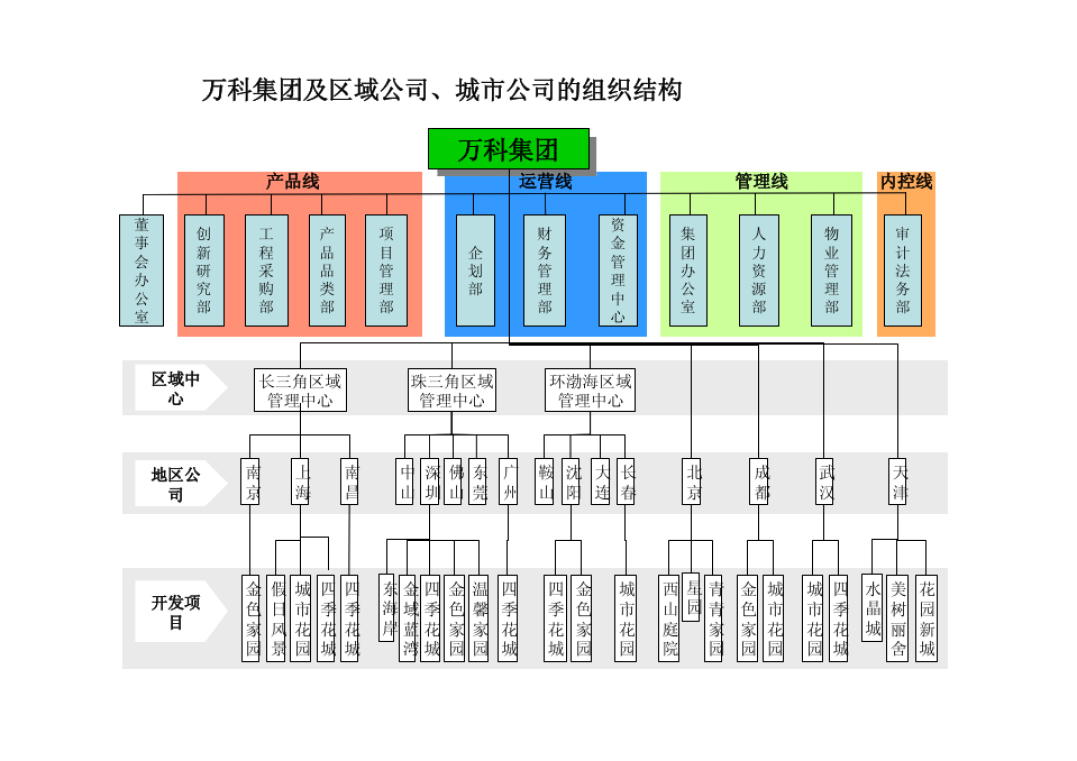 万科集团及区域公司、城市公司的组织结构
万科集团
产品线
运营线
管理线
内控线
董事会办公室
创新研究部
工程采购部
产品品类部
项目管理部
企划部
财务管理部
资金管理中心
集团办公室
人力资源部
物业管理部
审计法务部
区域中
心
长三角区域
管理中心
珠三角区域
管理中心
环渤海区域
管理中心
地区公
司
南京
上海
南昌
中山
深圳
佛山
东莞
广州
鞍山
沈阳
大连
长春
北京
成都
武汉
天津
开发项
目
金色家园
假日风景
城市花园
四季花城
四季花城
东海岸
金域蓝湾
四季花城
金色家园
温馨家园
四季花城
四季花城
金色家园
城市花园
西山庭院
星园
青青家园
金色家园
城市花园
城市花园
四季花城
水晶城
美树丽舍
花园新城